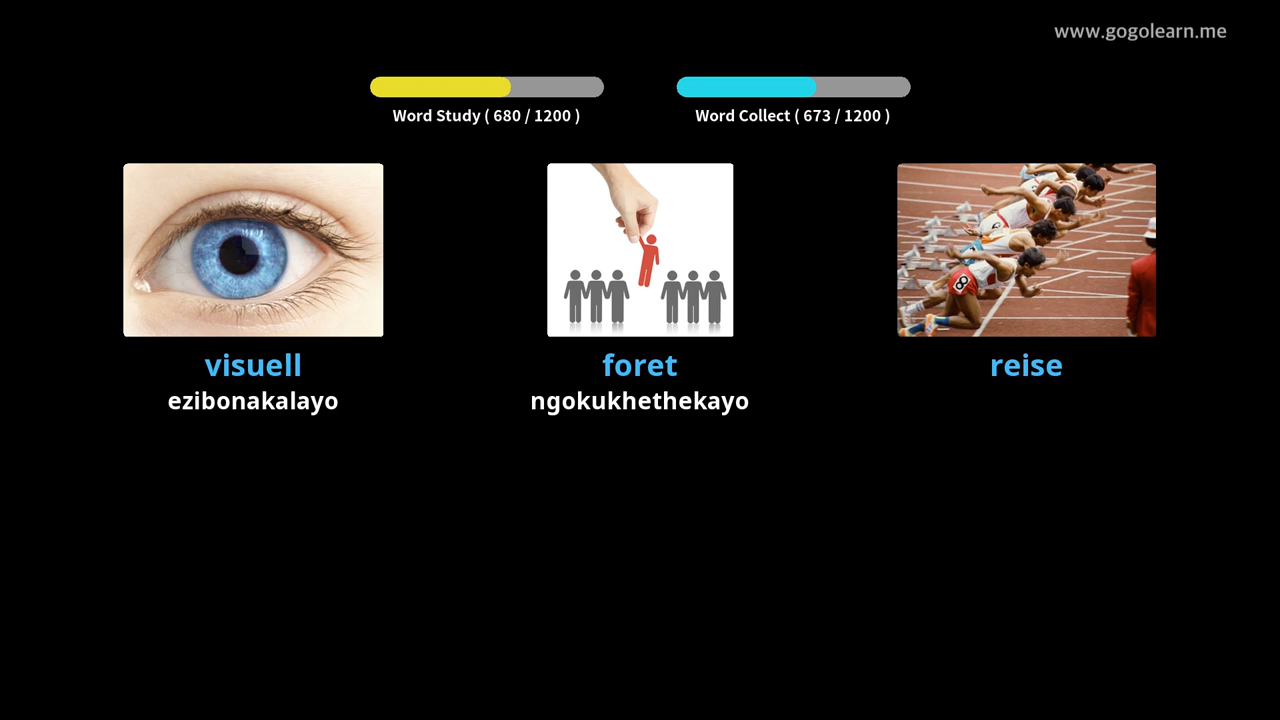 www.gogolearn.me
Word Study ( 680 / 1200 )
Word Collect ( 673 / 1200 )
visuell
foret
reise
ezibonakalayo
ngokukhethekayo